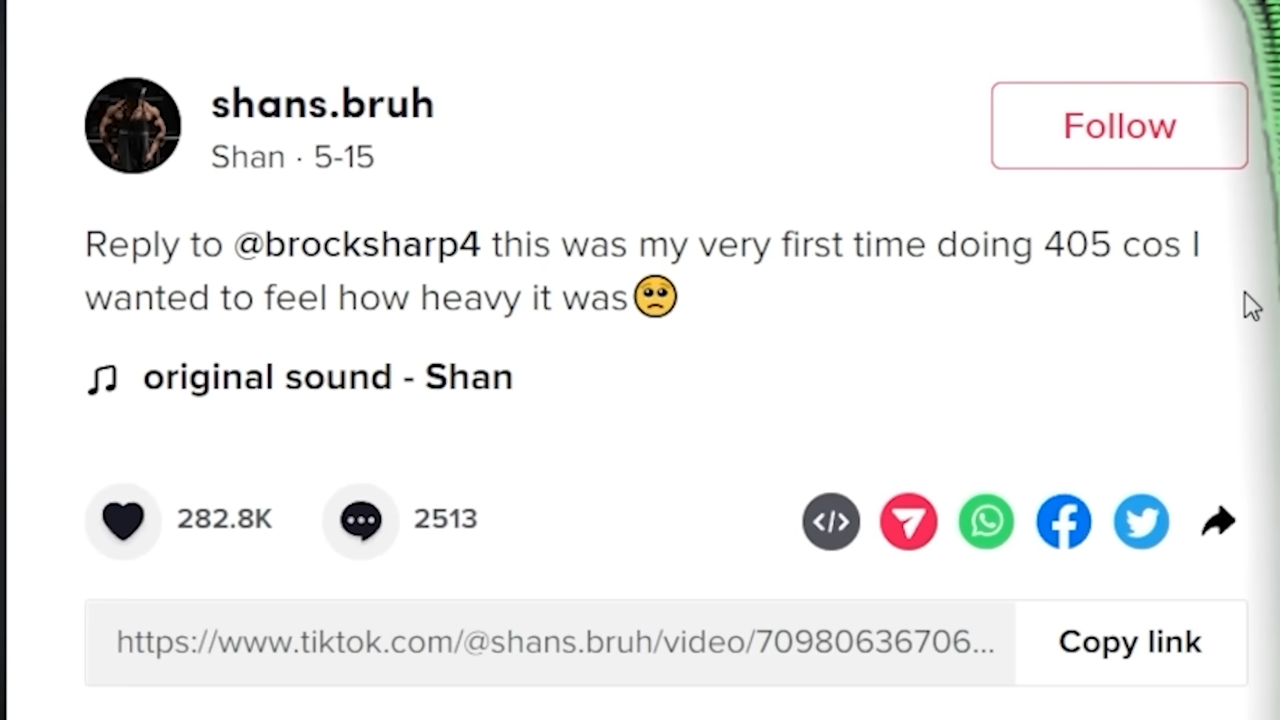 shans.bruh
Shan · 5-15
Follow
Reply to @brocksharp4 this was my very first time doing 405 cos I
wanted to feel how heavy it was🥺
original sound - Shan
282.8K
2513
https://www.tiktok.com/@shans.bruh/video/70980636706...
Copy link